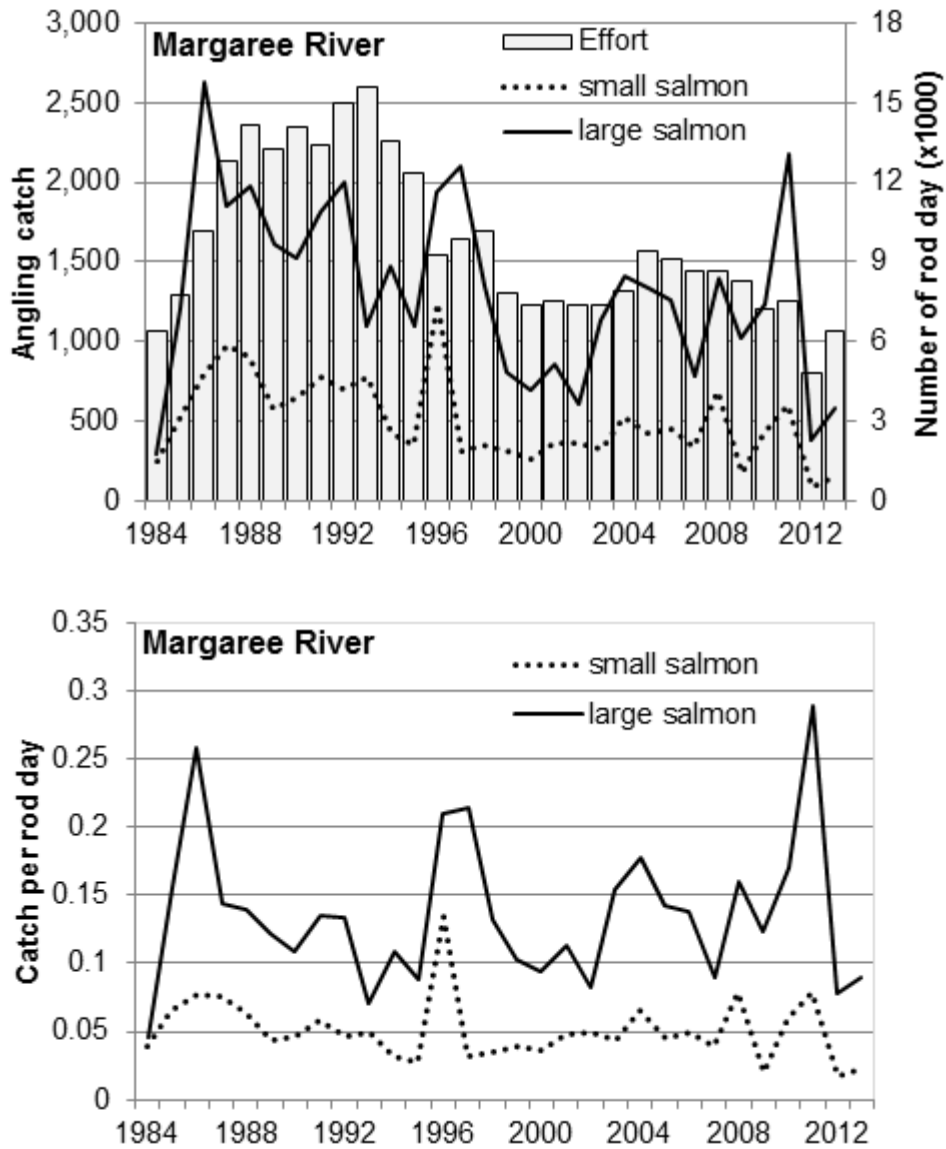 Margaree River
Effort
small salmon
large salmon
3,000
2,500
2,000
1,500
1,000
500
0
Angling catch
18
15
12
9
6
3
0
Number of rod day (x1000)
1984 1988 1992 1996 2000 2004 2008 2012
Margaree River
small salmon
large salmon
0.35
0.3
0.25
0.2
0.15
0.1
0.05
0
Catch per rod day
1984 1988 1992 1996 2000 2004 2008 2012